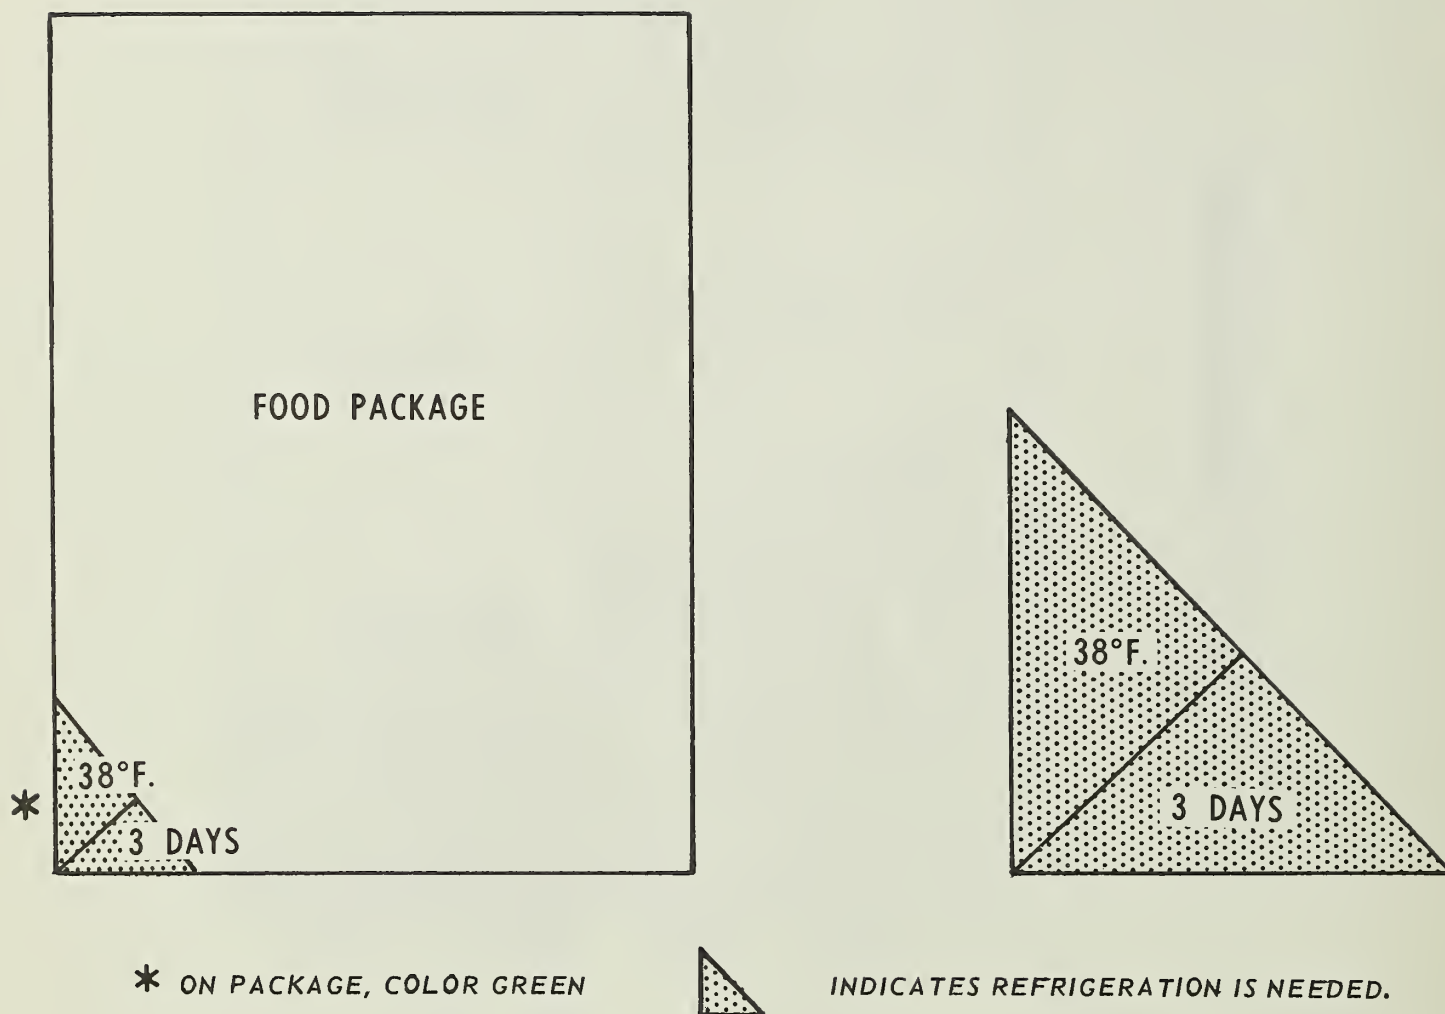 FOOD PACKAGE
38°F.
3 DAYS
38°F.
3 DAYS
* ON PACKAGE, COLOR GREEN INDICATES REFRIGERATION IS NEEDED.
*